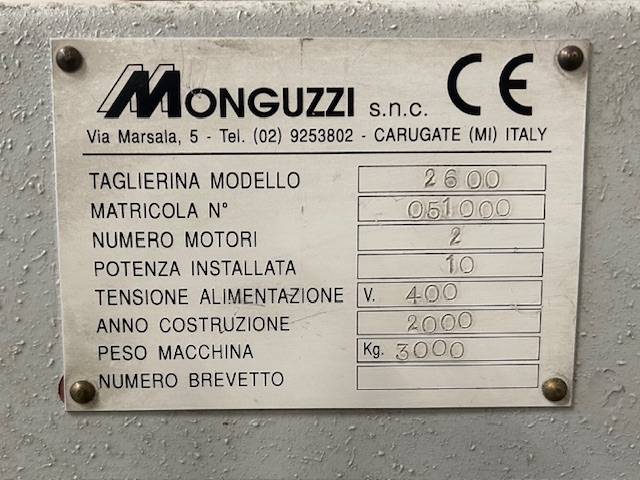 MONGUZZI s.n.c. CE
Via Marsala, 5 - Tel. (02) 9253802 - CARUGATE (MI) ITALY
TAGLIERINA MODELLO 2600
MATRICOLA N° 051000
NUMERO MOTORI 2
POTENZA INSTALLATA 10
TENSIONE ALIMENTAZIONE V. 400
ANNO COSTRUZIONE 2000
PESO MACCHINA Kg. 3000
NUMERO BREVETTO